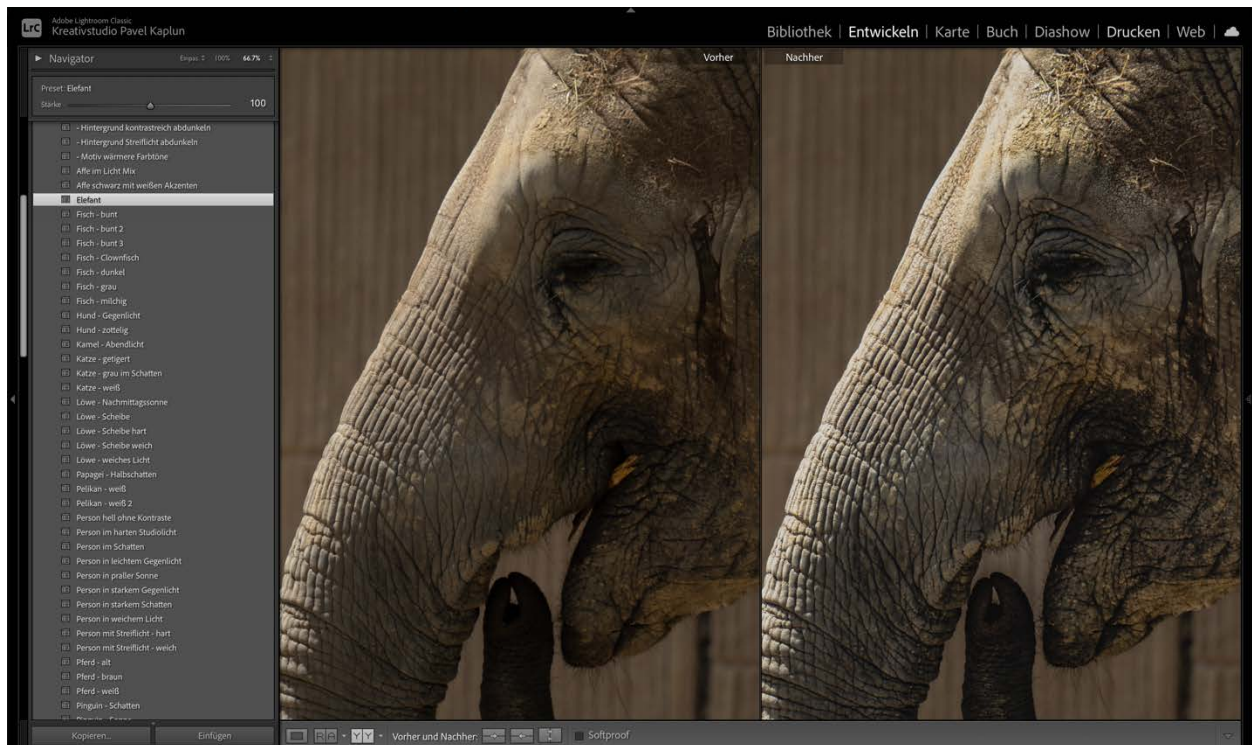 LrC
Adobe Lightroom Classic
Kreativstudio Pavel Kaplun
Bibliothek | Entwickeln | Karte | Buch | Diashow | Drucken | Web |
Navigator
Einpas. 100% 66.7%
Preset: Elefant
Stärke 100
- Hintergrund kontrastreich abdunkeln
- Hintergrund Streiflicht abdunkeln
- Motiv wärmere Farbtöne
Affe im Licht Mix
Affe schwarz mit weißen Akzenten
Elefant
Fisch - bunt
Fisch - bunt 2
Fisch - bunt 3
Fisch - Clownfisch
Fisch - dunkel
Fisch - grau
Fisch - milchig
Hund - Gegenlicht
Hund - zottelig
Kamel - Abendlicht
Katze - getigert
Katze - grau im Schatten
Katze - weiß
Löwe - Nachmittagssonne
Löwe - Scheibe
Löwe - Scheibe hart
Löwe - Scheibe weich
Löwe - weiches Licht
Papagei - Halbschatten
Pelikan - weiß
Pelikan - weiß 2
Person hell ohne Kontraste
Person im harten Studiolicht
Person im Schatten
Person in leichtem Gegenlicht
Person in praller Sonne
Person in starkem Gegenlicht
Person in starkem Schatten
Person in weichem Licht
Person mit Streiflicht - hart
Person mit Streiflicht - weich
Pferd - alt
Pferd - braun
Pferd - weiß
Pinguin - Schatten
Pinguin - Sonne
Kopieren... Einfügen
Vorher
Nachher
R A Y Y Vorher und Nachher: Softproof